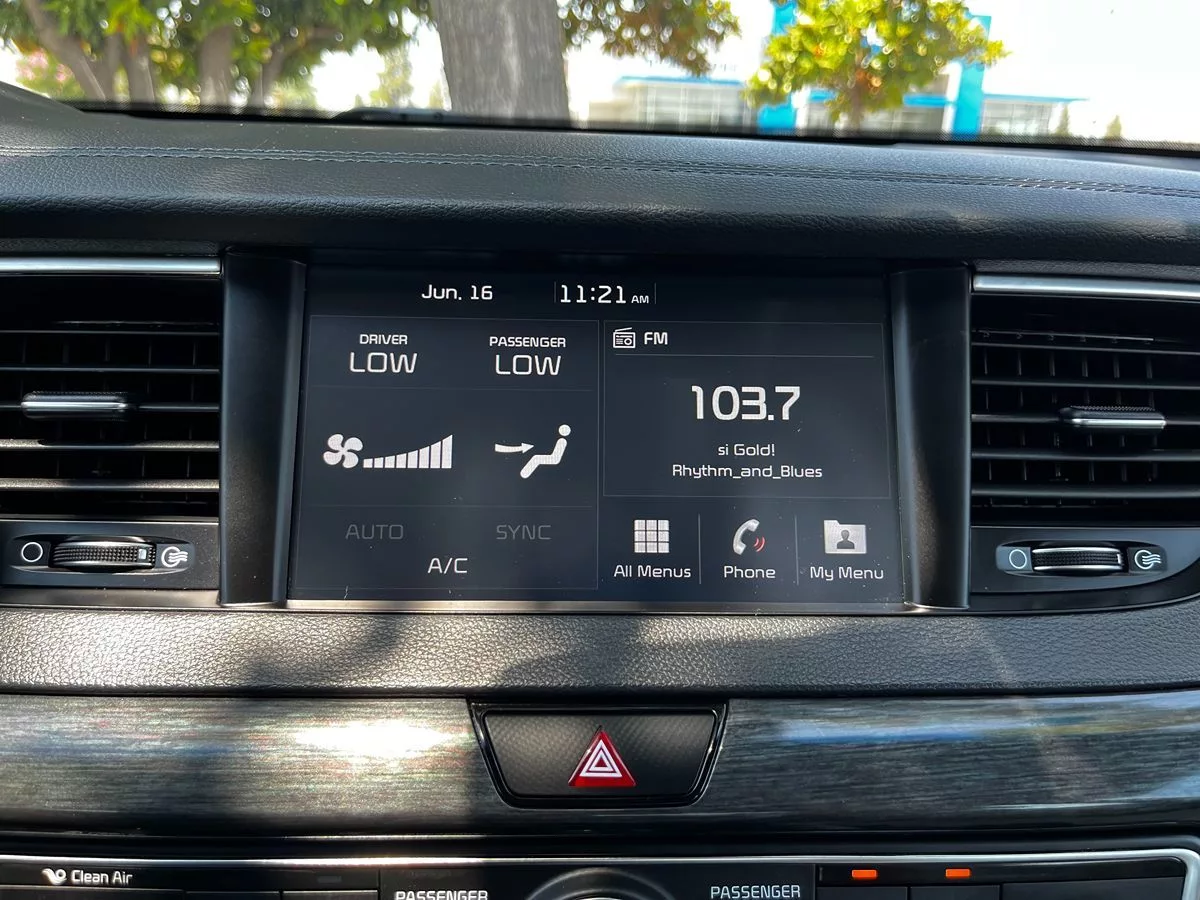 Jun. 16
11:21 AM
DRIVER
LOW
PASSENGER
LOW
FM
103.7
si Gold!
Rhythm_and_Blues
AUTO
SYNC
A/C
All Menus
Phone
My Menu
Clean Air
PASSENGER
PASSENGER